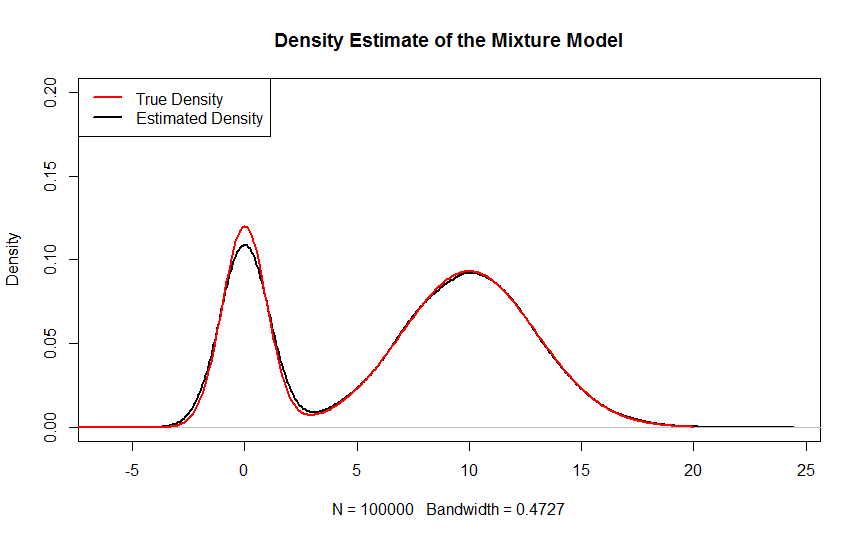 Density Estimate of the Mixture Model
True Density
Estimated Density
0.20
0.15
0.10
0.05
0.00
Density
-5 0 5 10 15 20 25
N = 100000 Bandwidth = 0.4727